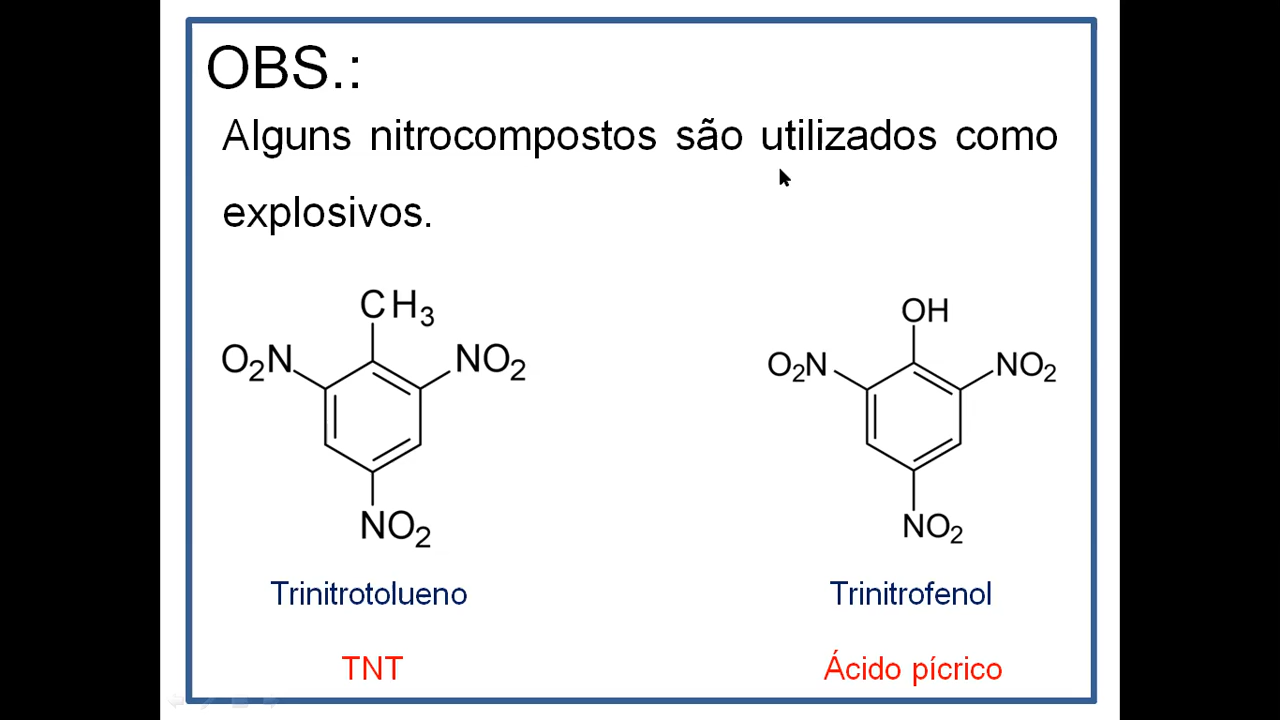 OBS.:
Alguns nitrocompostos são utilizados como
explosivos.
CH3
O2N
NO2
NO2
OH
O2N
NO2
NO2
Trinitrotolueno
Trinitrofenol
TNT
Ácido pícrico